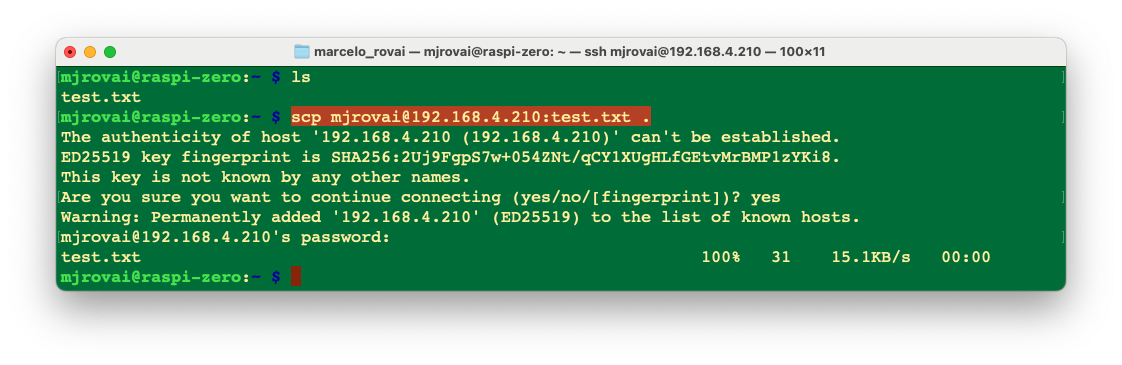 marcelo_rovai — mjrovai@raspi-zero: ~ — ssh mjrovai@192.168.4.210 — 100×11
mjrovai@raspi-zero:~ $ ls
test.txt
mjrovai@raspi-zero:~ $ scp mjrovai@192.168.4.210:test.txt .
The authenticity of host '192.168.4.210 (192.168.4.210)' can't be established.
ED25519 key fingerprint is SHA256:2Uj9FgpS7w+054ZNt/qCY1XUgHLfGEtvMrBMP1zYKi8.
This key is not known by any other names.
Are you sure you want to continue connecting (yes/no/[fingerprint])? yes
Warning: Permanently added '192.168.4.210' (ED25519) to the list of known hosts.
mjrovai@192.168.4.210's password:
test.txt 100% 31 15.1KB/s 00:00
mjrovai@raspi-zero:~ $